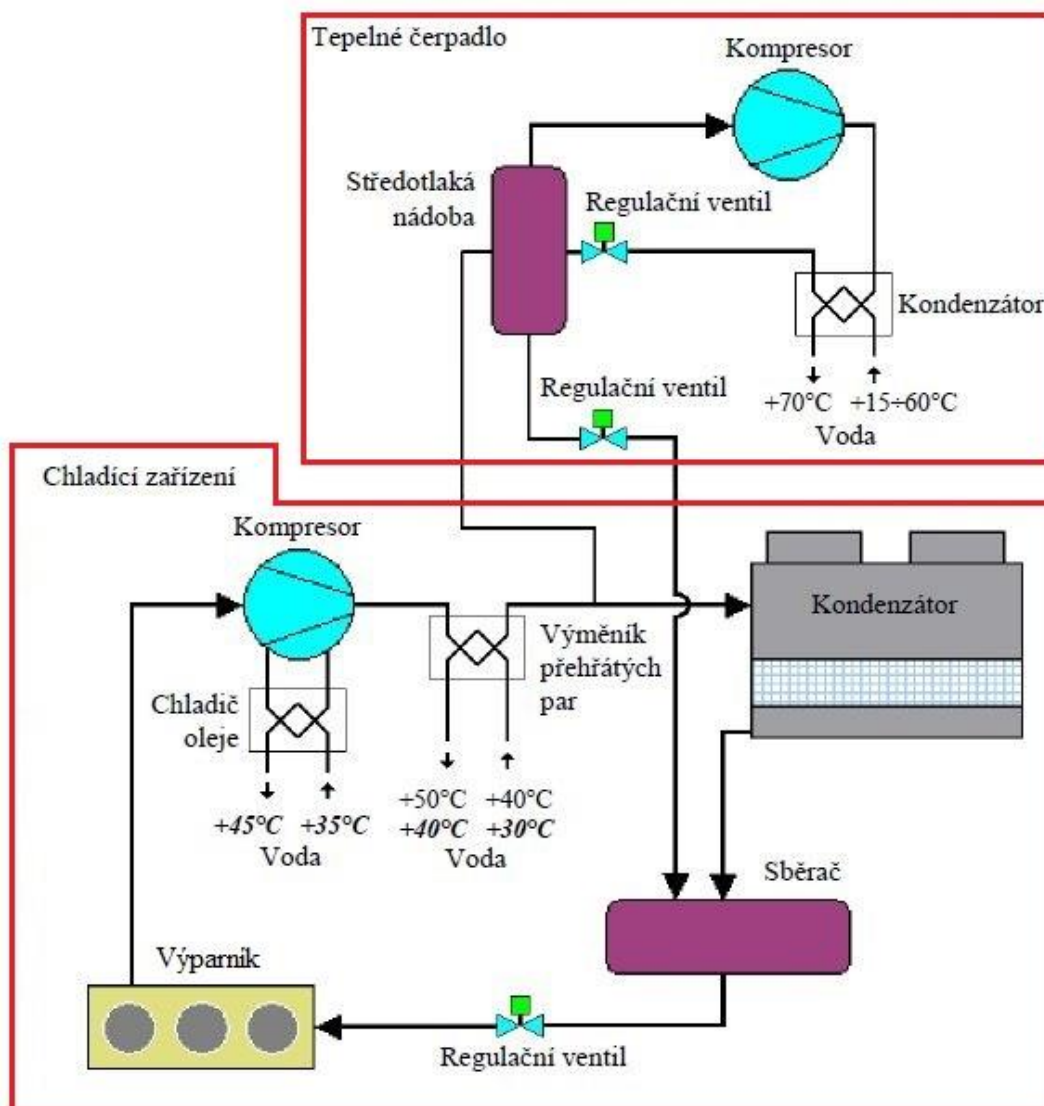 Tepelné čerpadlo
Kompresor
Středotlaká
nádoba
Regulační ventil
Kondenzátor
Regulační ventil
+70°C +15÷60°C
Voda
Chladící zařízení
Kompresor
Kondenzátor
Výměník
přehřátých
par
Chladič
oleje
+50°C +40°C
+45°C +35°C
+40°C +30°C
Voda
Voda
Sběrač
Výparník
Regulační ventil